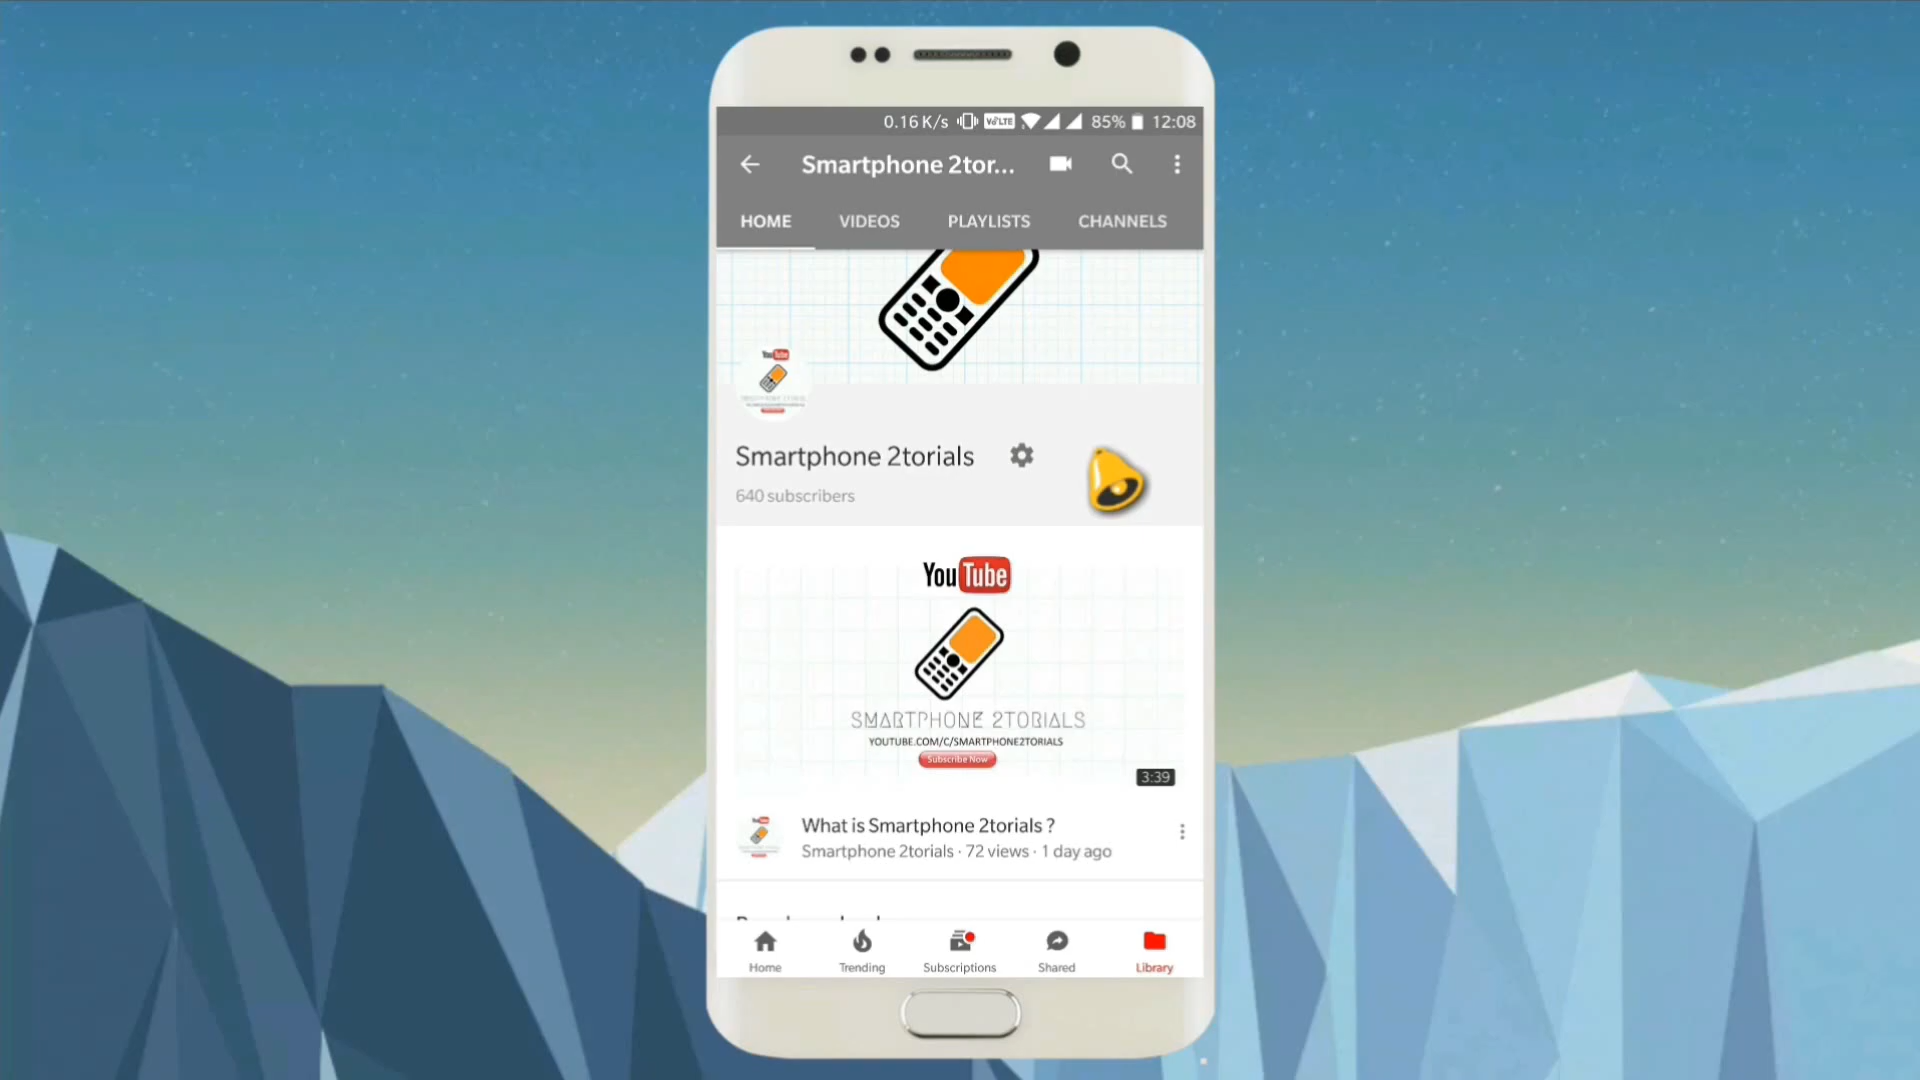 0.16 K/s VoLTE 85% 12:08
Smartphone 2tor...
HOME VIDEOS PLAYLISTS CHANNELS
YouTube
Smartphone 2torials
640 subscribers
YouTube
SMARTPHONE 2TORIALS
YOUTUBE.COM/C/SMARTPHONE2TORIALS
Subscribe Now
3:39
What is Smartphone 2torials ?
Smartphone 2torials · 72 views · 1 day ago
Home Trending Subscriptions Shared Library